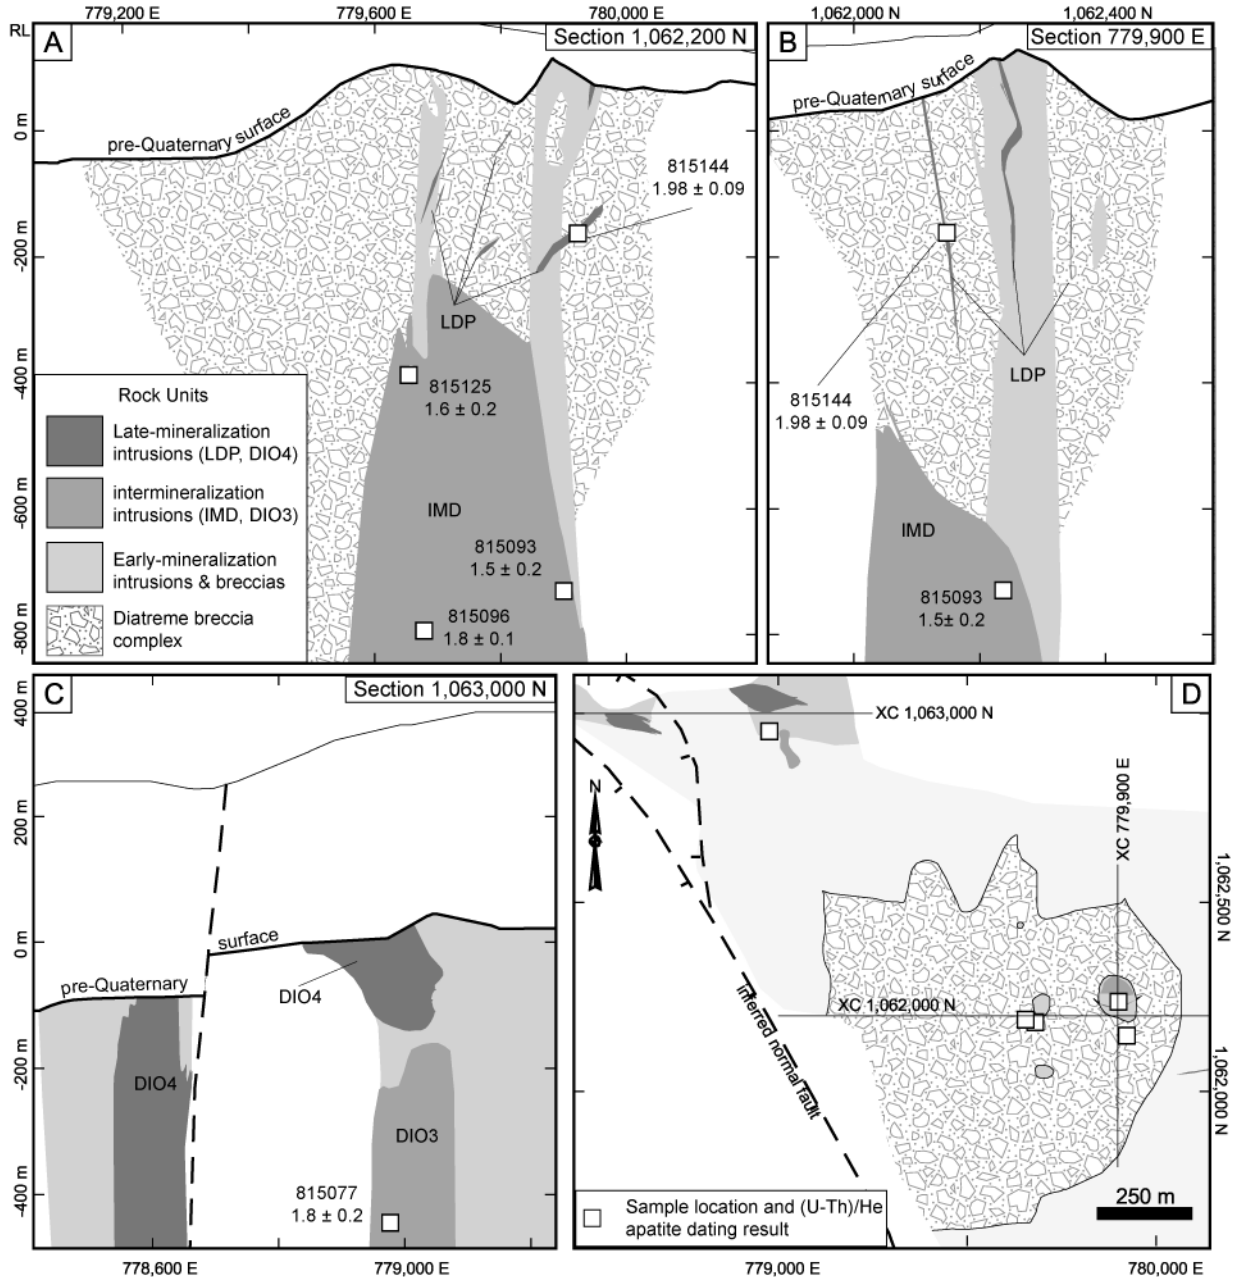 779,200 E
779,600 E
780,000 E
1,062,000 N
1,062,400 N
RL
A
Section 1,062,200 N
B
Section 779,900 E
pre-Quaternary surface
pre-Quaternary surface
0 m
-200 m
-400 m
-600 m
-800 m
815144
1.98 ± 0.09
LDP
815125
1.6 ± 0.2
IMD
815093
1.5 ± 0.2
815096
1.8 ± 0.1
Rock Units
Late-mineralization
intrusions (LDP, DIO4)
intermineralization
intrusions (IMD, DIO3)
Early-mineralization
intrusions & breccias
Diatreme breccia
complex
LDP
815144
1.98 ± 0.09
IMD
815093
1.5± 0.2
C
Section 1,063,000 N
400 m
200 m
0 m
-200 m
-400 m
surface
pre-Quaternary
DIO4
DIO4
DIO3
815077
1.8 ± 0.2
778,600 E
779,000 E
D
XC 1,063,000 N
N
XC 779,900 E
1,062,500 N
XC 1,062,000 N
1,062,000 N
inferred normal fault
250 m
Sample location and (U-Th)/He
apatite dating result
779,000 E
780,000 E